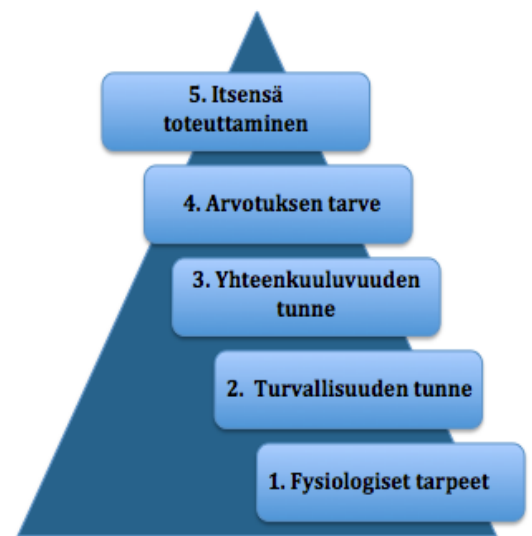 5. Itsensä
toteuttaminen
4. Arvotuksen tarve
3. Yhteenkuuluvuuden
tunne
2. Turvallisuuden tunne
1. Fysiologiset tarpeet